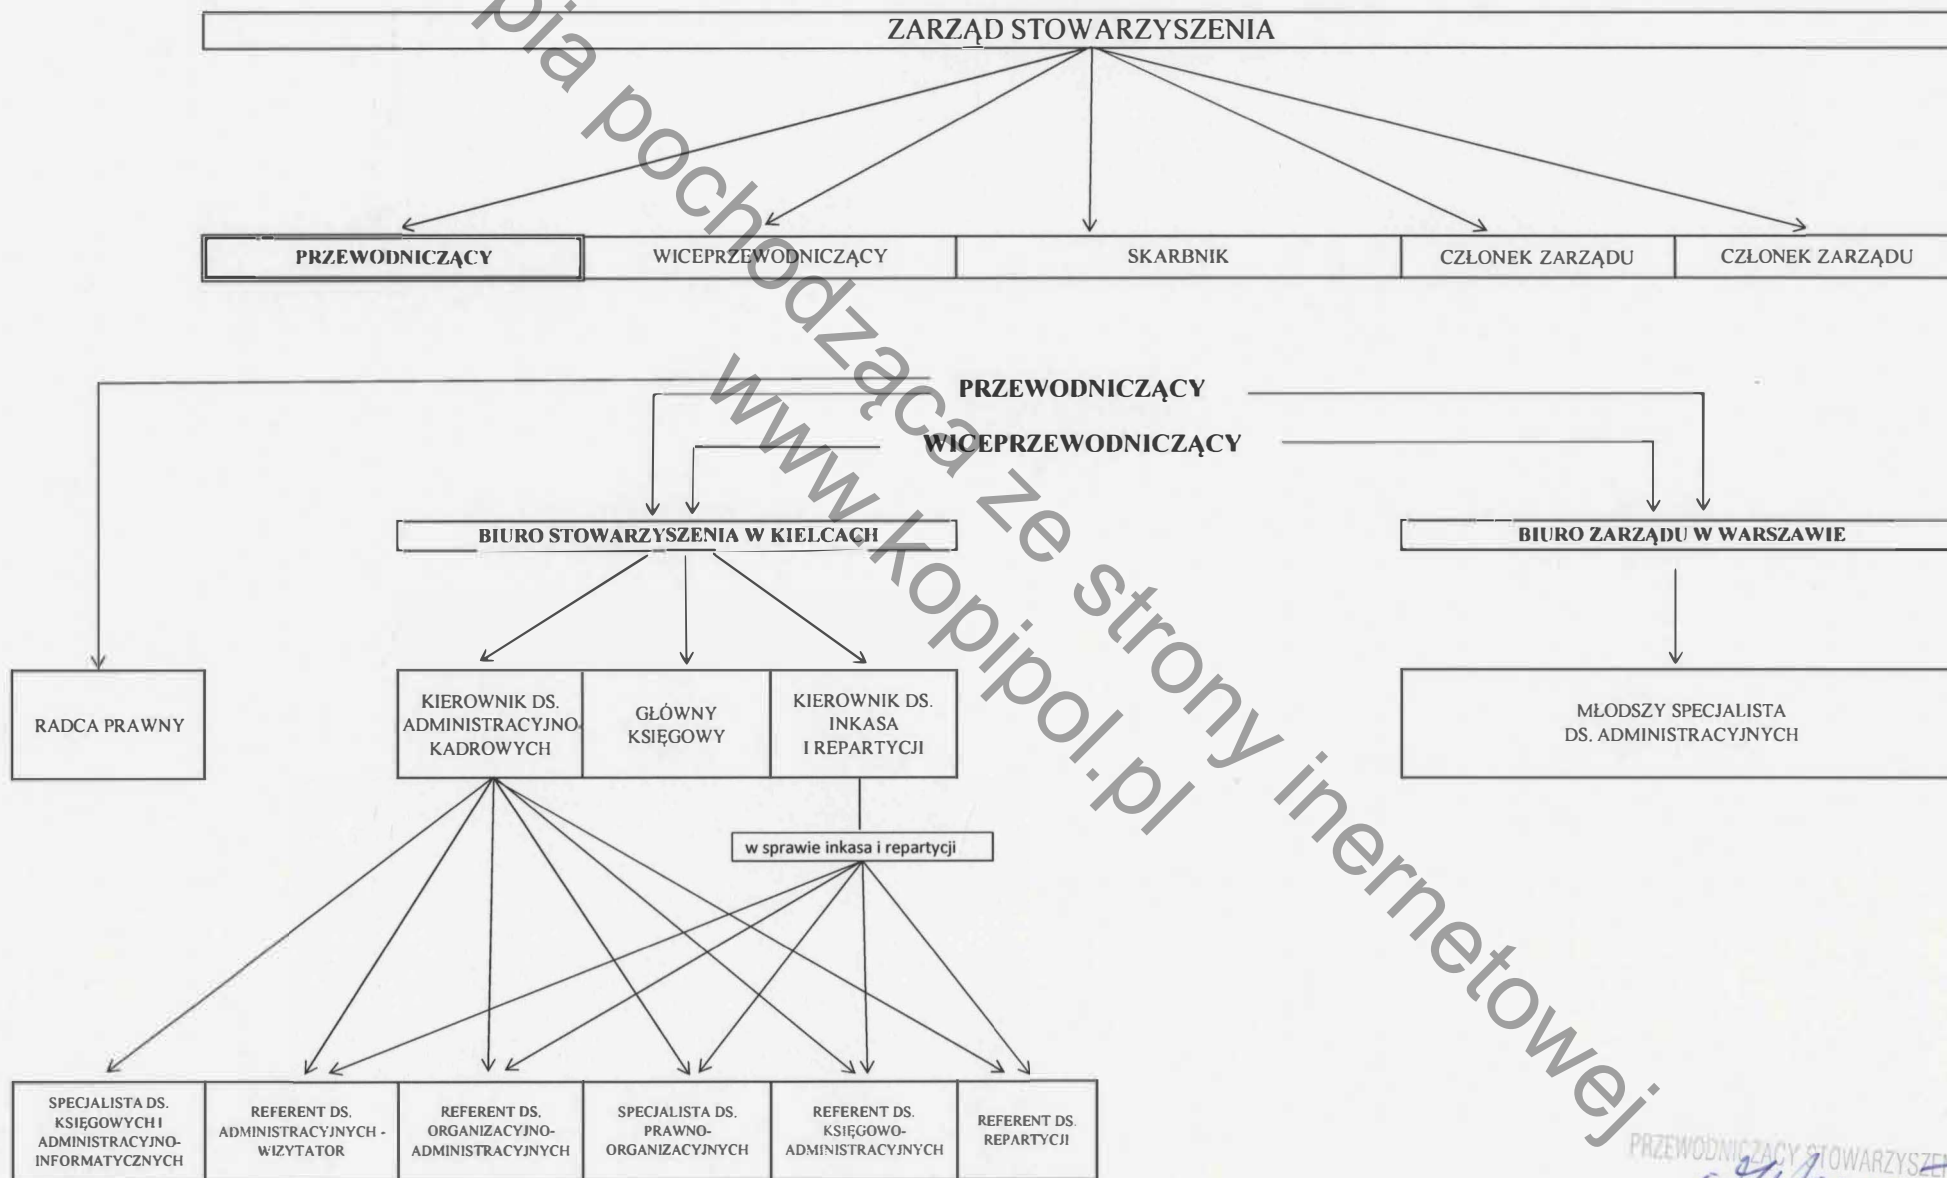 ZARZĄD STOWARZYSZENIA
PRZEWODNICZĄCY
WICEPRZEWODNICZĄCY
SKARBNIK
CZŁONEK ZARZĄDU
CZŁONEK ZARZĄDU
PRZEWODNICZĄCY
WICEPRZEWODNICZĄCY
BIURO STOWARZYSZENIA W KIELCACH
BIURO ZARZĄDU W WARSZAWIE
RADCA PRAWNY
KIEROWNIK DS.
ADMINISTRACYJNO-
KADROWYCH
GŁÓWNY
KSIĘGOWY
KIEROWNIK DS.
INKASA
I REPARTYCJI
MŁODSZY SPECJALISTA
DS. ADMINISTRACYJNYCH
w sprawie inkasa i repartycji
SPECJALISTA DS.
KSIĘGOWYCH I
ADMINISTRACYJNO-
INFORMATYCZNYCH
REFERENT DS.
ADMINISTRACYJNYCH -
WIZYTATOR
REFERENT DS.
ORGANIZACYJNO-
ADMINISTRACYJNYCH
SPECJALISTA DS.
PRAWNO-
ORGANIZACYJNYCH
REFERENT DS.
KSIĘGOWO-
ADMINISTRACYJNYCH
REFERENT DS.
REPARTYCJI
pia pochodząca ze strony inernetowej
www.kopipol.pl
PRZEWODNICZĄCY STOWARZYSZEN